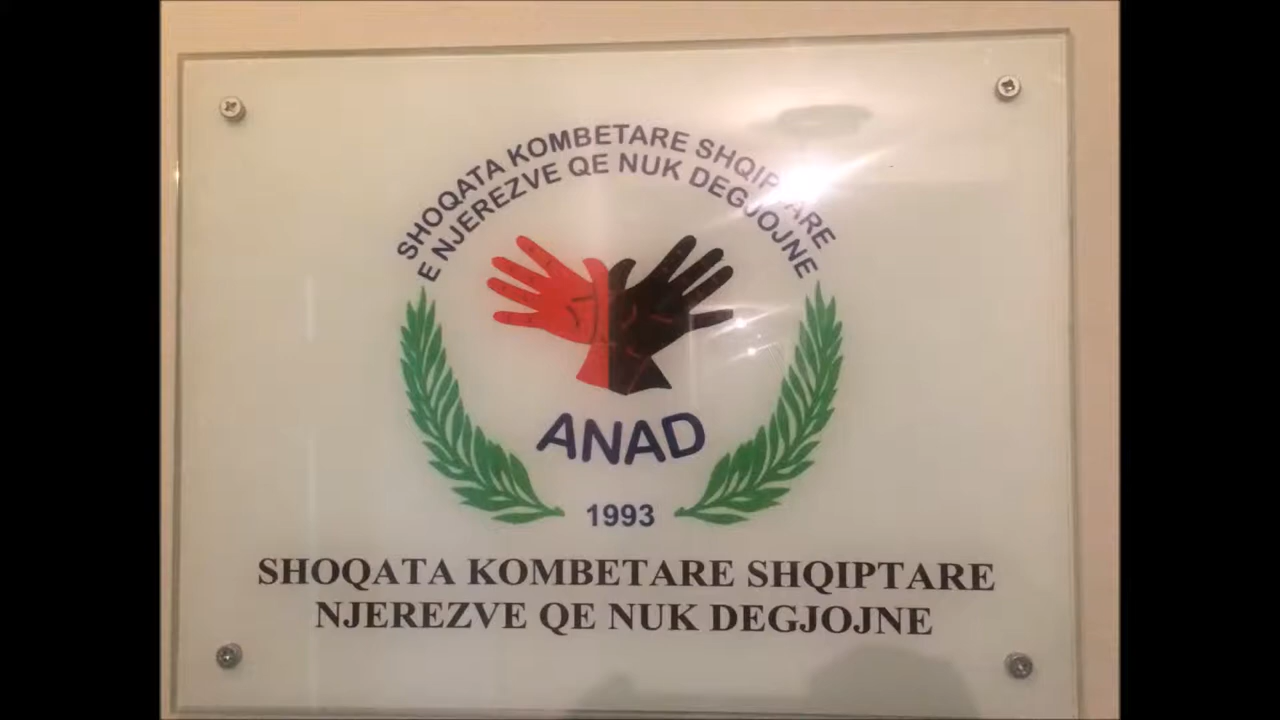 SHOQATA KOMBETARE SHQIPTARE
E NJEREZVE QE NUK DEGJOJNE
ANAD
1993
SHOQATA KOMBETARE SHQIPTARE
NJEREZVE QE NUK DEGJOJNE